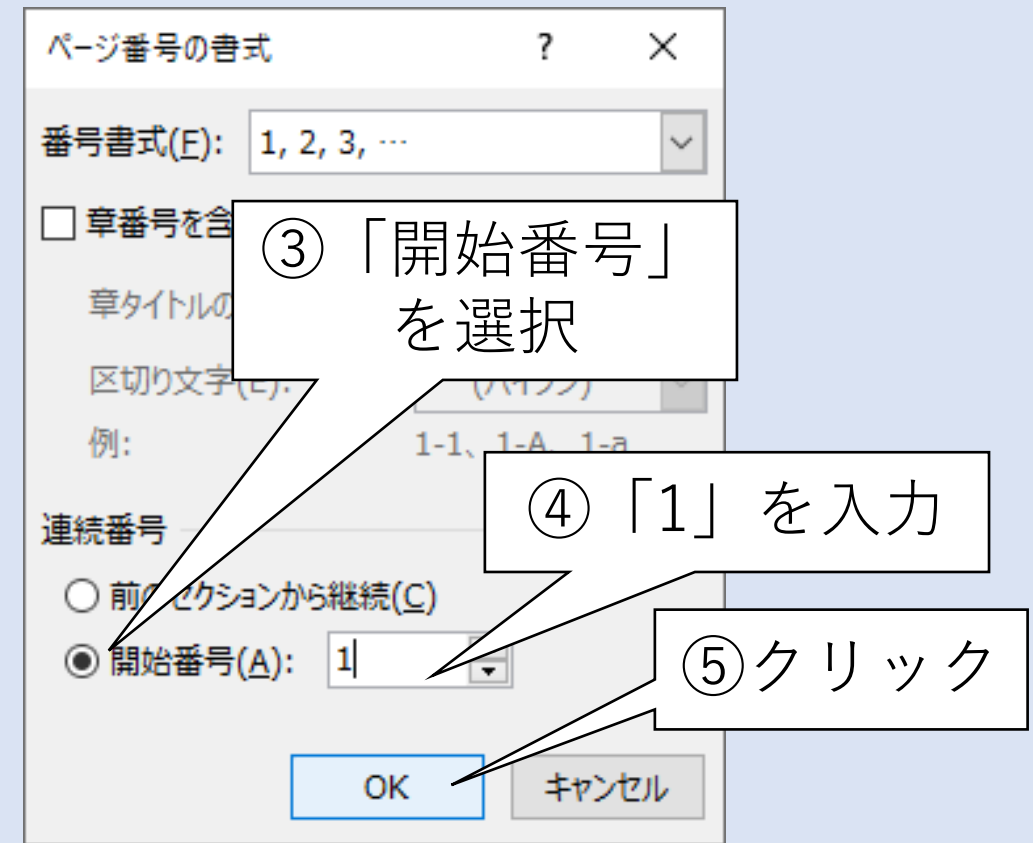 ページ番号の書式 ? ×
番号書式(F): 1, 2, 3, …
章番号を含
③「開始番号」
を選択
章タイトルの
区切り文字(E): (ハイフン)
例: 1-1、1-A、1-a
④「1」を入力
連続番号
前のセクションから継続(C)
開始番号(A): 1
⑤クリック
OK キャンセル